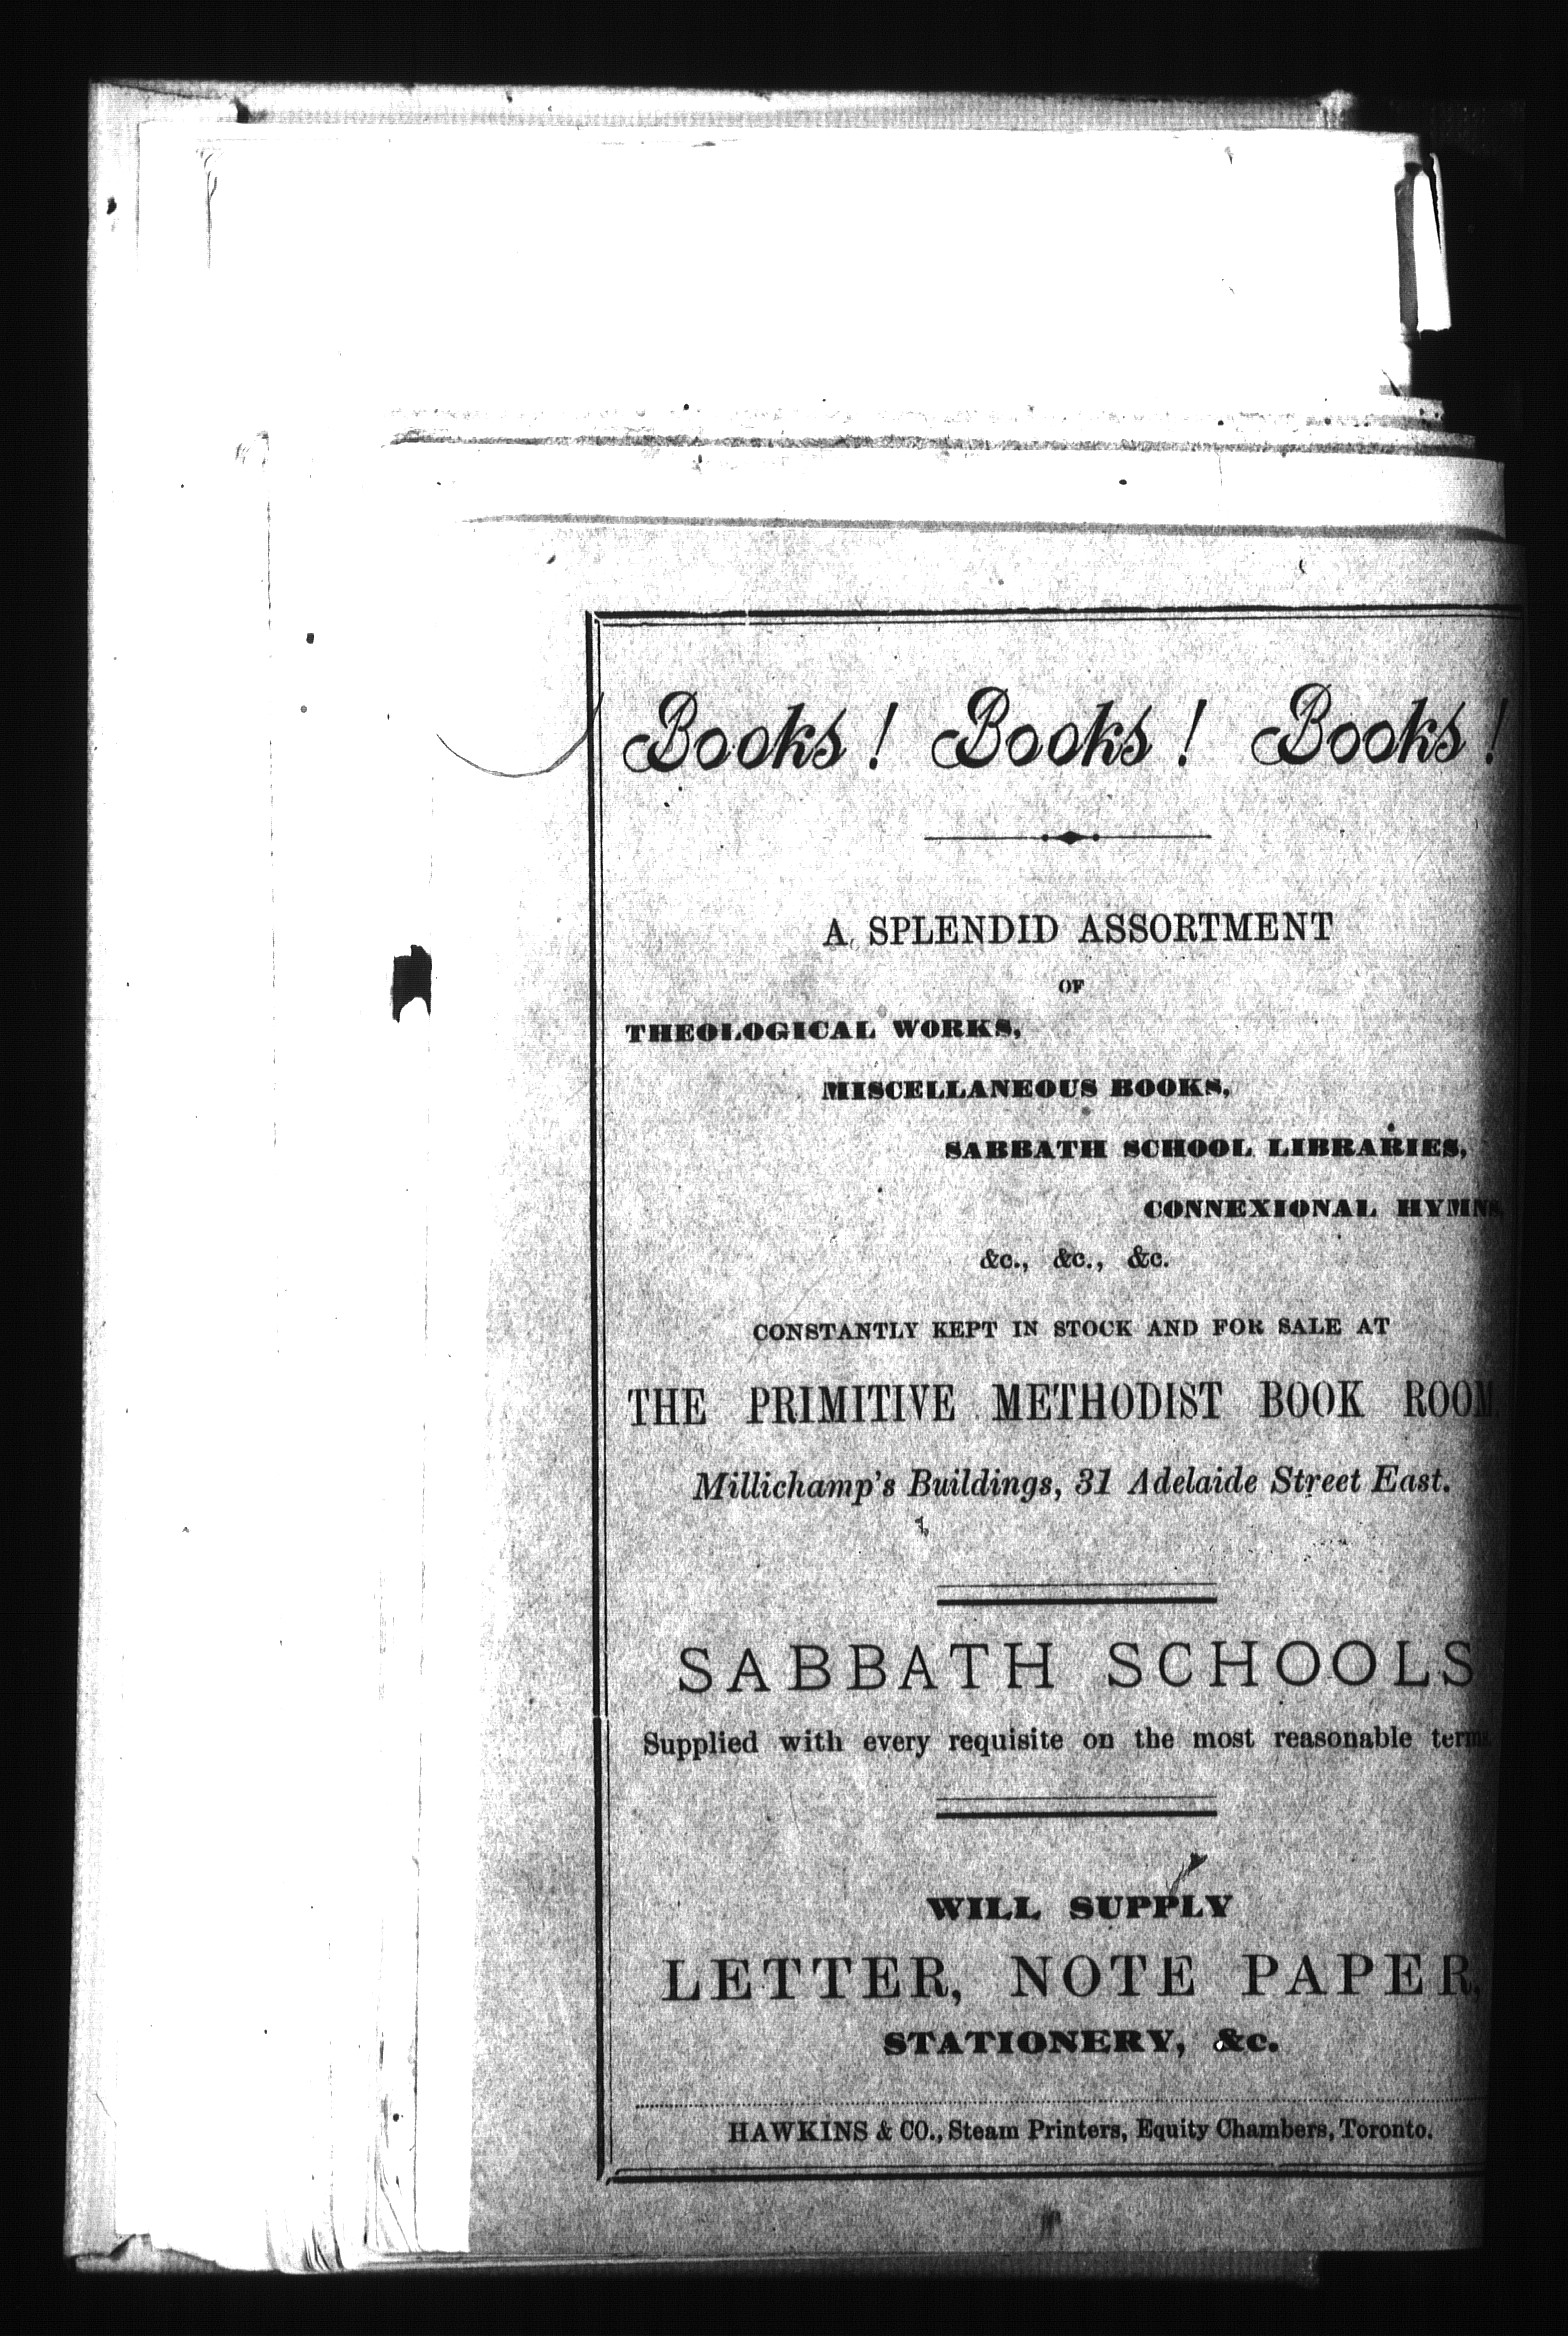 Books! Books! Books!
A SPLENDID ASSORTMENT
OF
THEOLOGICAL WORKS,
MISCELLANEOUS BOOKS,
SABBATH SCHOOL LIBRARIES,
CONNEXIONAL HYMNS,
&c., &c., &c.
CONSTANTLY KEPT IN STOCK AND FOR SALE AT
THE PRIMITIVE METHODIST BOOK ROOM,
Millichamp's Buildings, 31 Adelaide Street East.
SABBATH SCHOOLS
Supplied with every requisite on the most reasonable terms
WILL SUPPLY
LETTER, NOTE PAPER,
STATIONERY, &c.
HAWKINS & CO., Steam Printers, Equity Chambers, Toronto.